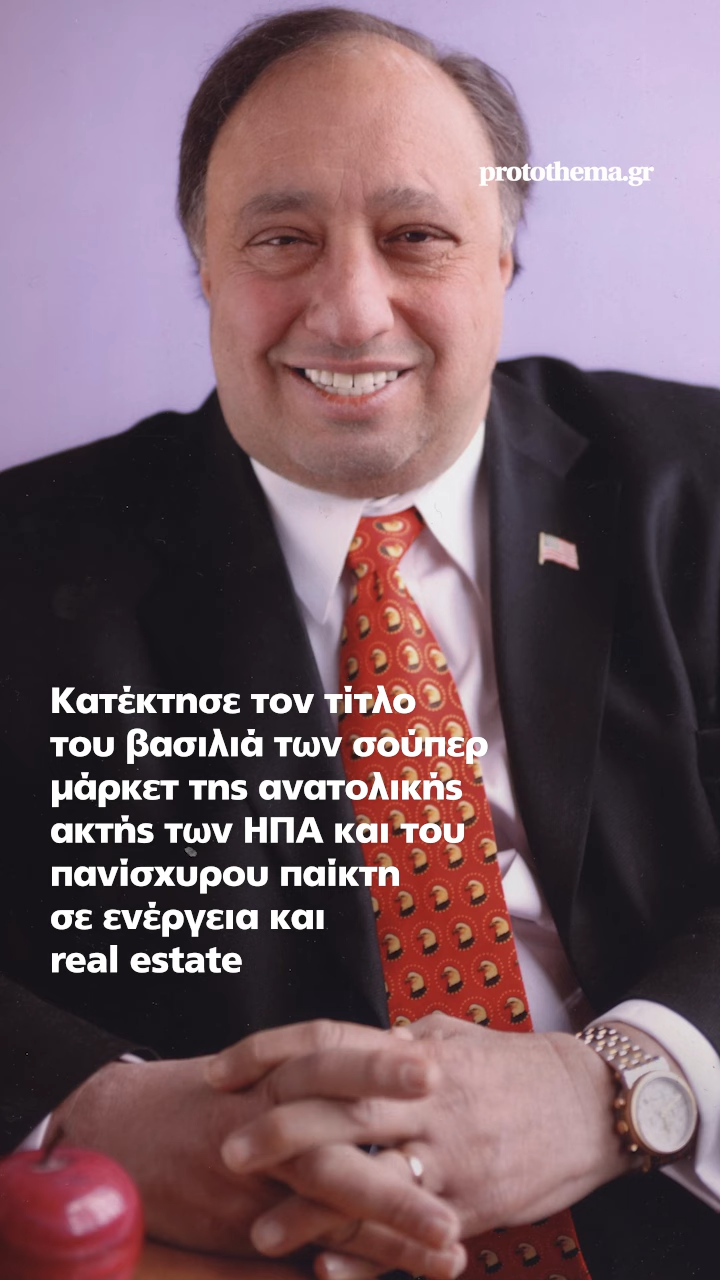 protothema.gr
Κατέκτησε τον τίτλο
του βασιλιά των σούπερ
μάρκετ της ανατολικής
ακτής των ΗΠΑ και του
πανίσχυρου παίκτη
σε ενέργεια και
real estate